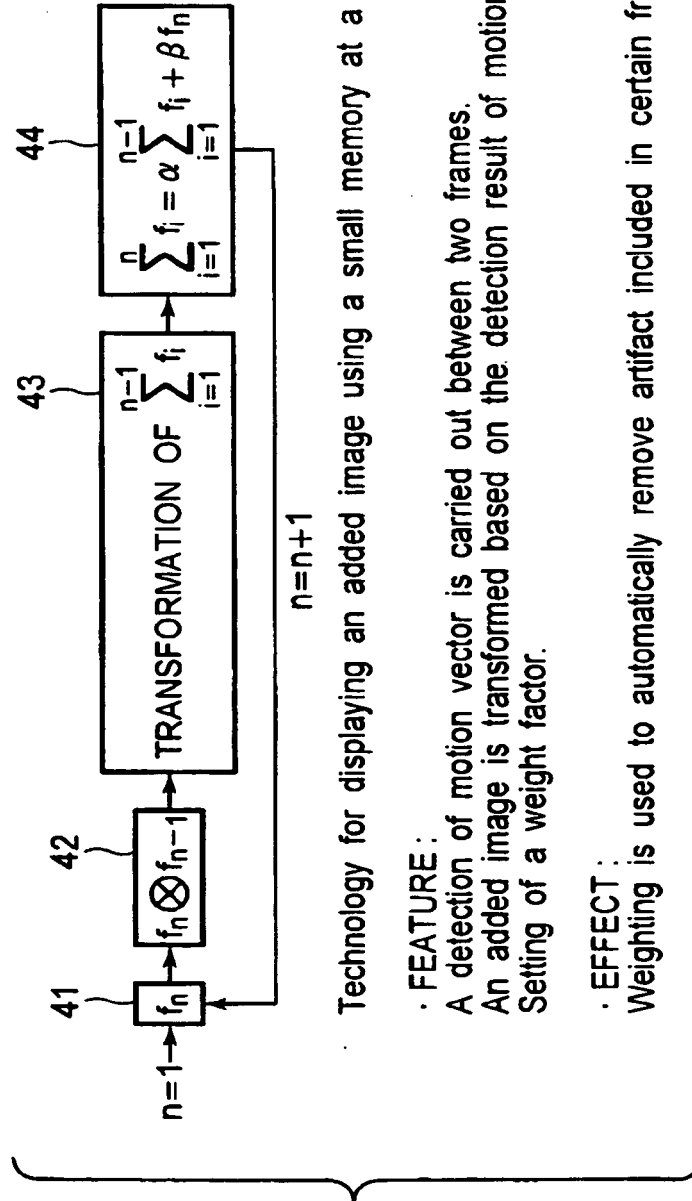 41
42
43
44
n=1
fn
fn ⊗ fn−1
TRANSFORMATION OF n−1 Σ i=1 fi
n Σ i=1 fi = α n−1 Σ i=1 fi + β fn
n=n+1
Technology for displaying an added image using a small memory at a
· FEATURE :
A detection of motion vector is carried out between two frames.
An added image is transformed based on the detection result of motion
Setting of a weight factor.
· EFFECT :
Weighting is used to automatically remove artifact included in certain